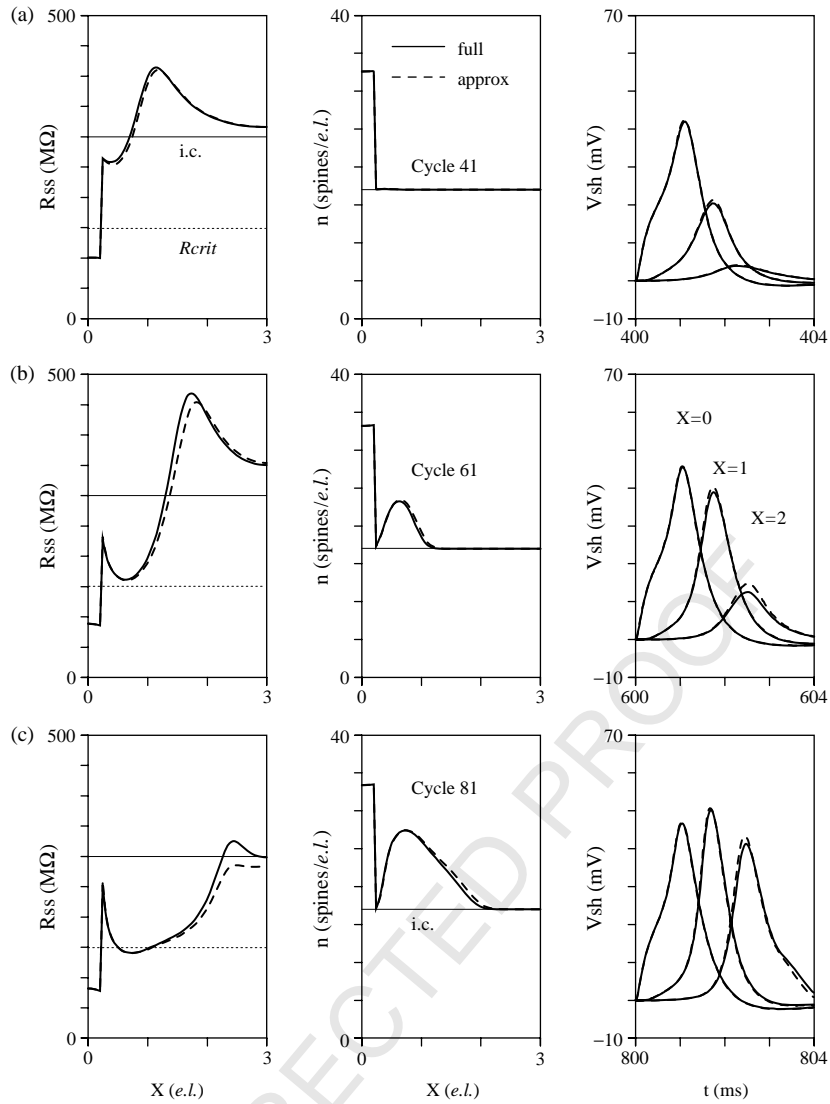 (a)
500
Rss (MΩ)
0
0
3
i.c.
Rcrit
40
n (spines/e.l.)
0
0
3
full
approx
Cycle 41
70
Vsh (mV)
−10
400
404
(b)
500
Rss (MΩ)
0
0
3
40
n (spines/e.l.)
0
0
3
Cycle 61
70
Vsh (mV)
−10
600
604
X=0
X=1
X=2
(c)
500
Rss (MΩ)
0
0
3
X (e.l.)
40
n (spines/e.l.)
0
0
3
Cycle 81
i.c.
X (e.l.)
70
Vsh (mV)
−10
800
804
t (ms)
ECTED PROOF